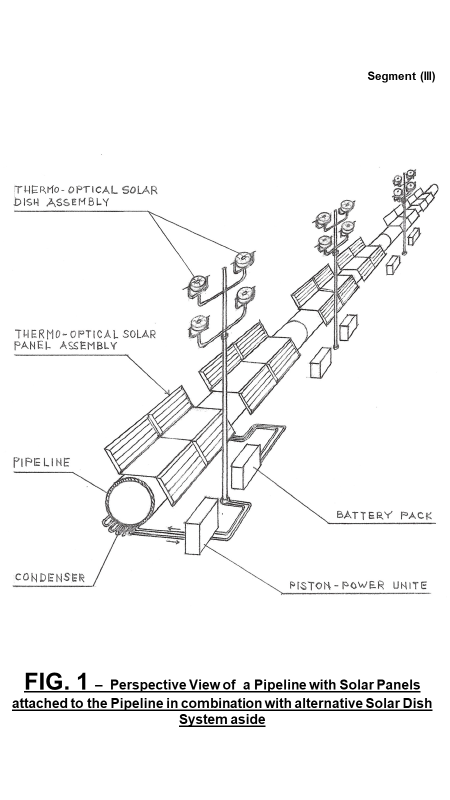 Segment (III)
THERMO-OPTICAL SOLAR
DISH ASSEMBLY
THERMO-OPTICAL SOLAR
PANEL ASSEMBLY
PIPELINE
BATTERY PACK
CONDENSER
PISTON-POWER UNITE
FIG. 1 – Perspective View of a Pipeline with Solar Panels
attached to the Pipeline in combination with alternative Solar Dish
System aside